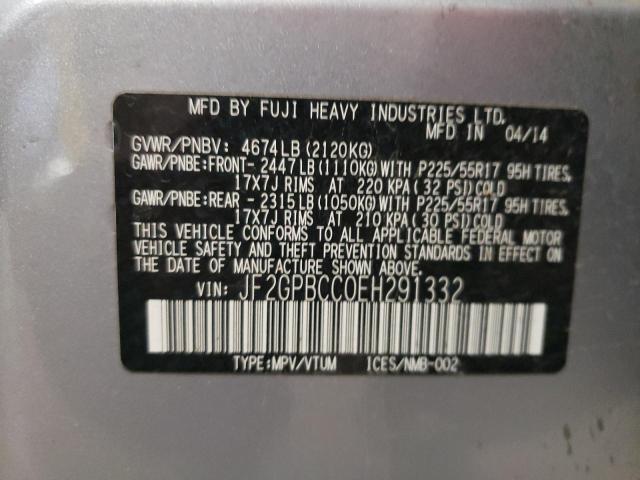 MFD BY FUJI HEAVY INDUSTRIES LTD.
MFD IN 04/14
GVWR/PNBV: 4674LB(2120KG)
GAWR/PNBE:FRONT- 2447LB(1110KG)WITH P225/55R17 95H TIRES,
17X7J RIMS AT 220 KPA(32 PSI)COLD
GAWR/PNBE:REAR - 2315LB(1050KG)WITH P225/55R17 95H TIRES,
17X7J RIMS AT 210 KPA(30 PSI)COLD
THIS VEHICLE CONFORMS TO ALL APPLICABLE FEDERAL MOTOR
VEHICLE SAFETY AND THEFT PREVENTION STANDARDS IN EFFECT ON
THE DATE OF MANUFACTURE SHOWN ABOVE.
VIN: JF2GPBCC0EH291332
TYPE:MPV/VTUM ICES/NMB-002